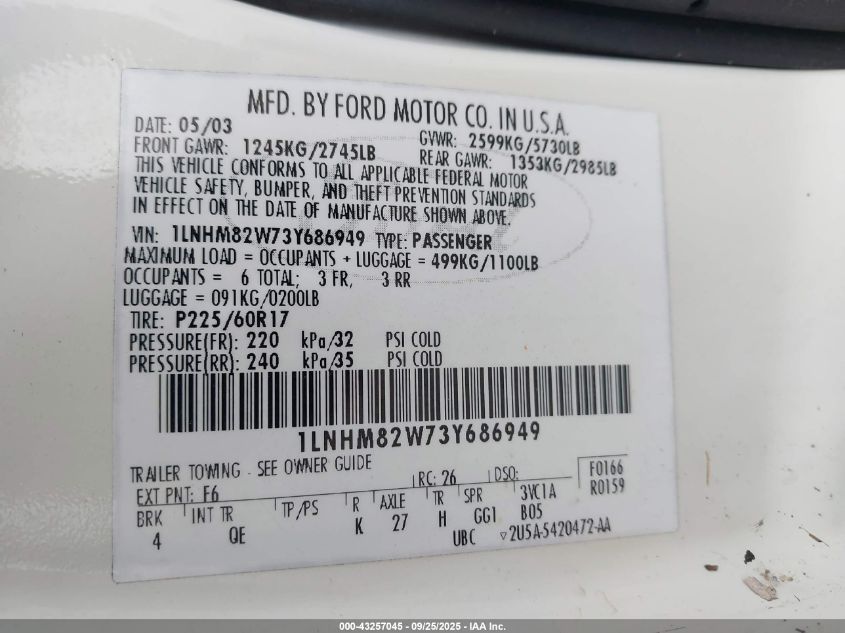 MFD. BY FORD MOTOR CO. IN U.S.A.
DATE: 05/03 GVWR: 2599KG/5730LB
FRONT GAWR: 1245KG/2745LB REAR GAWR: 1353KG/2985LB
THIS VEHICLE CONFORMS TO ALL APPLICABLE FEDERAL MOTOR
VEHICLE SAFETY, BUMPER, AND THEFT PREVENTION STANDARDS
IN EFFECT ON THE DATE OF MANUFACTURE SHOWN ABOVE.
VIN: 1LNHM82W73Y686949 TYPE: PASSENGER
MAXIMUM LOAD = OCCUPANTS + LUGGAGE = 499KG/1100LB
OCCUPANTS = 6 TOTAL; 3 FR, 3 RR
LUGGAGE = 091KG/0200LB
TIRE: P225/60R17
PRESSURE(FR): 220 kPa/32 PSI COLD
PRESSURE(RR): 240 kPa/35 PSI COLD
1LNHM82W73Y686949
TRAILER TOWING - SEE OWNER GUIDE
EXT PNT: F6 RC: 26 DSO: F0166
R0159
BRK INT TR TP/PS R AXLE TR SPR 3VC1A
4 QE K 27 H GG1 B05
UBC ▽2U5A-5420472-AA
000-43257045 - 09/25/2025 - IAA Inc.